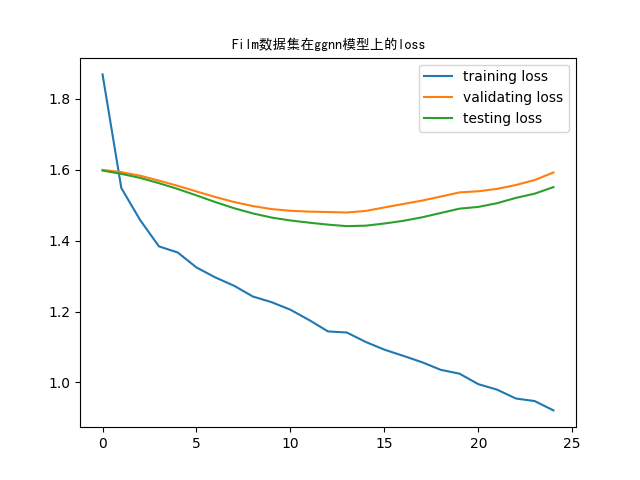 Film数据集在ggnn模型上的loss
training loss
validating loss
testing loss
1.8
1.6
1.4
1.2
1.0
0 5 10 15 20 25